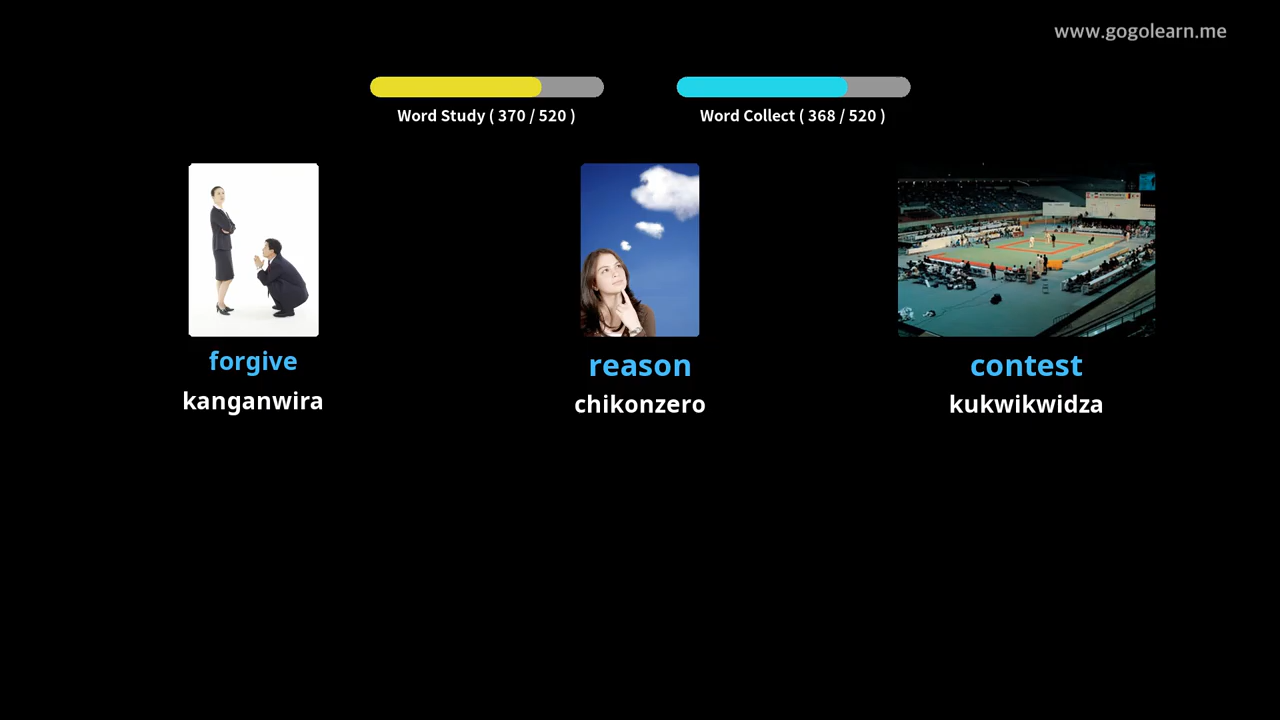 www.gogolearn.me
Word Study ( 370 / 520 )
Word Collect ( 368 / 520 )
forgive
kanganwira
reason
chikonzero
contest
kukwikwidza